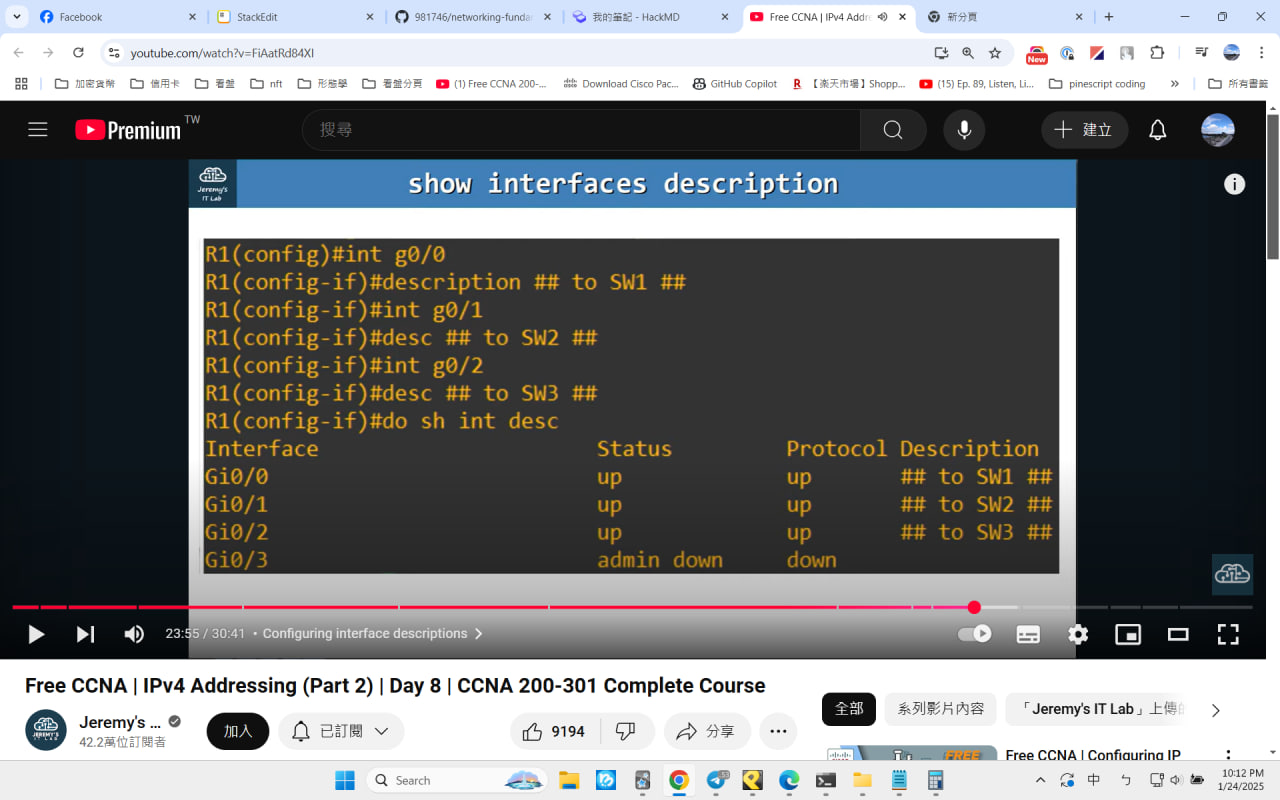 Facebook
StackEdit
981746/networking-fundar
我的筆記 - HackMD
Free CCNA | IPv4 Addre
新分頁
youtube.com/watch?v=FiAatRd84XI
New
加密貨幣
信用卡
看盤
nft
形態學
看盤分頁
(1) Free CCNA 200-...
Download Cisco Pac...
GitHub Copilot
【楽天市場】Shopp...
(15) Ep. 89, Listen, Li...
pinescript coding
所有書籤
Premium TW
搜尋
建立
Jeremy's
IT Lab
show interfaces description
R1(config)#int g0/0
R1(config-if)#description ## to SW1 ##
R1(config-if)#int g0/1
R1(config-if)#desc ## to SW2 ##
R1(config-if)#int g0/2
R1(config-if)#desc ## to SW3 ##
R1(config-if)#do sh int desc
Interface Status Protocol Description
Gi0/0 up up ## to SW1 ##
Gi0/1 up up ## to SW2 ##
Gi0/2 up up ## to SW3 ##
Gi0/3 admin down down
23:55 / 30:41 • Configuring interface descriptions
Free CCNA | IPv4 Addressing (Part 2) | Day 8 | CCNA 200-301 Complete Course
Jeremy's ...
42.2萬位訂閱者
加入
已訂閱
9194
分享
全部
系列影片內容
「Jeremy's IT Lab」上傳的
FREE
Free CCNA | Configuring IP
Search
53
中
ㄅ
10:12 PM
1/24/2025